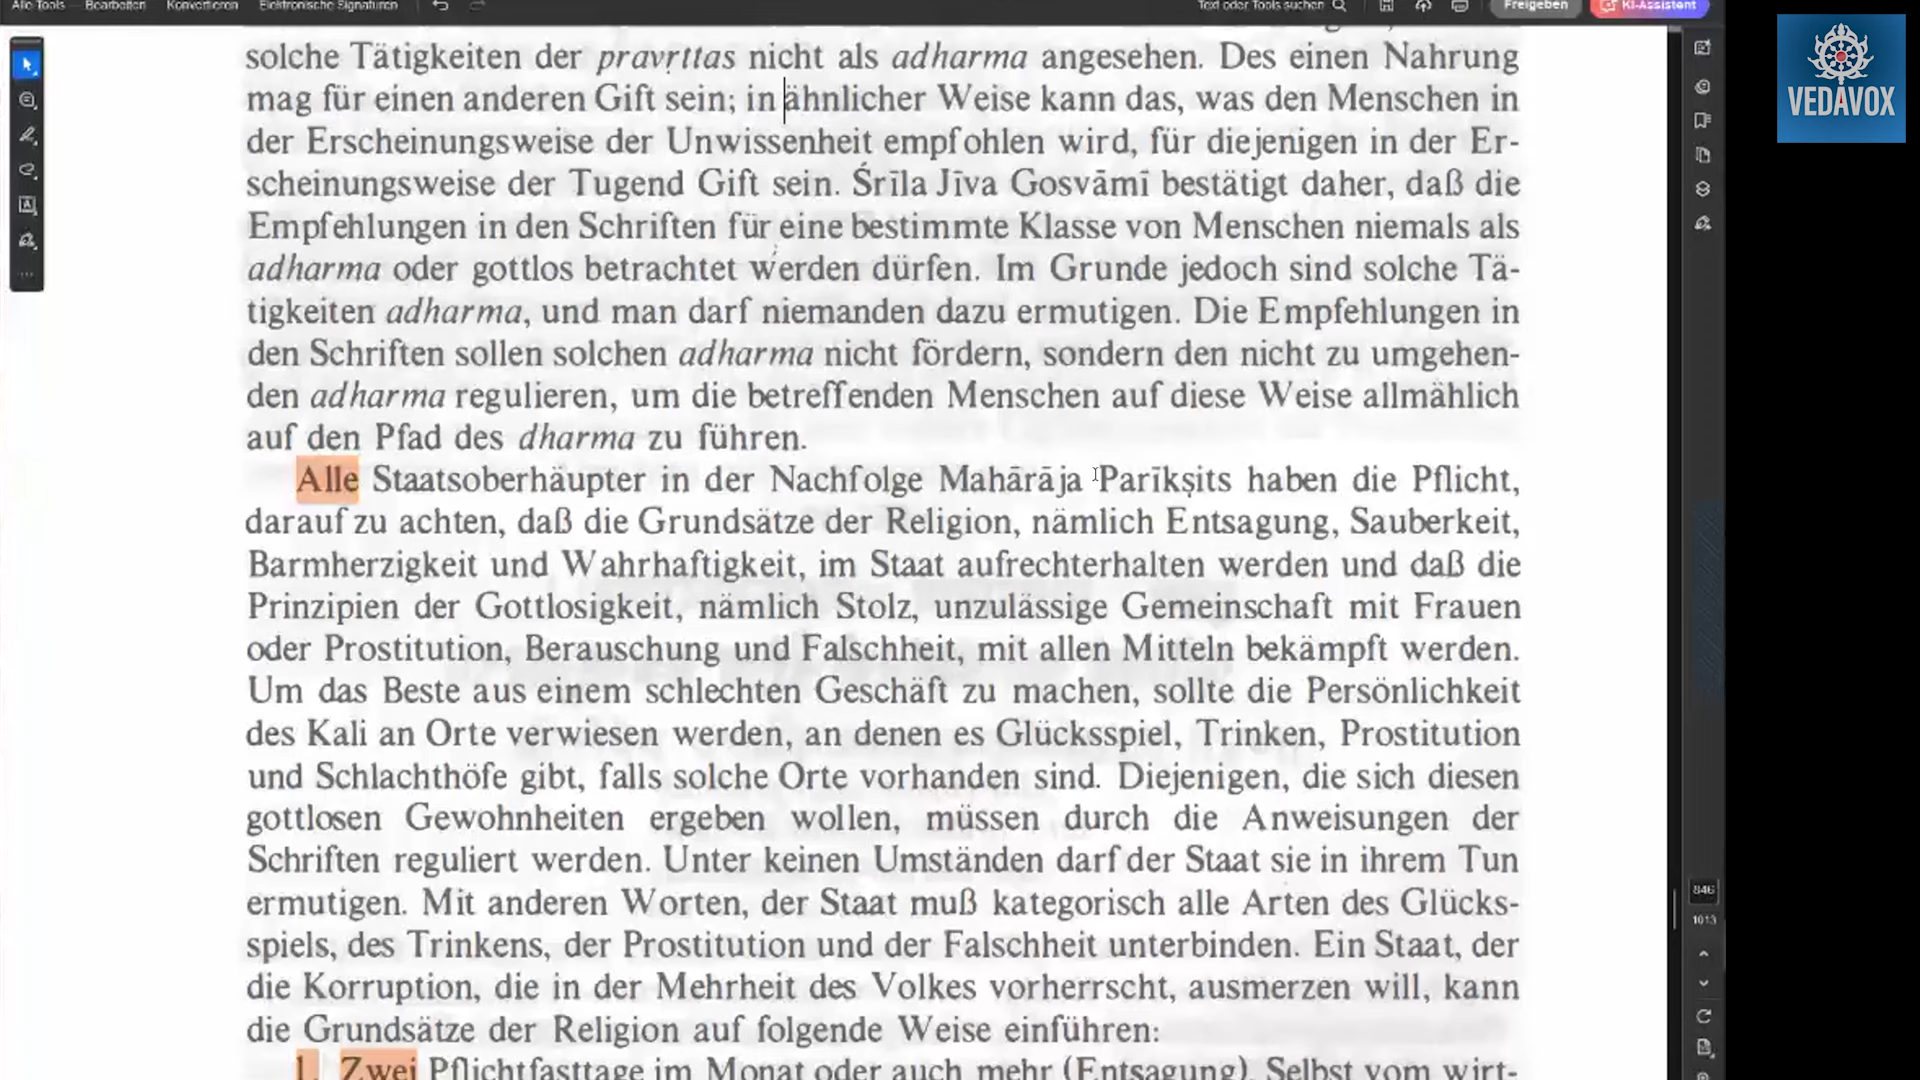 Alle Tools Bearbeiten Konvertieren Elektronische Signaturen Text oder Tools suchen Freigeben KI-Assistent
VEDAVOX
solche Tätigkeiten der pravṛttas nicht als adharma angesehen. Des einen Nahrung
mag für einen anderen Gift sein; in ähnlicher Weise kann das, was den Menschen in
der Erscheinungsweise der Unwissenheit empfohlen wird, für diejenigen in der Er-
scheinungsweise der Tugend Gift sein. Śrīla Jīva Gosvāmī bestätigt daher, daß die
Empfehlungen in den Schriften für eine bestimmte Klasse von Menschen niemals als
adharma oder gottlos betrachtet werden dürfen. Im Grunde jedoch sind solche Tä-
tigkeiten adharma, und man darf niemanden dazu ermutigen. Die Empfehlungen in
den Schriften sollen solchen adharma nicht fördern, sondern den nicht zu umgehen-
den adharma regulieren, um die betreffenden Menschen auf diese Weise allmählich
auf den Pfad des dharma zu führen.
Alle Staatsoberhäupter in der Nachfolge Mahārāja Parīkṣits haben die Pflicht,
darauf zu achten, daß die Grundsätze der Religion, nämlich Entsagung, Sauberkeit,
Barmherzigkeit und Wahrhaftigkeit, im Staat aufrechterhalten werden und daß die
Prinzipien der Gottlosigkeit, nämlich Stolz, unzulässige Gemeinschaft mit Frauen
oder Prostitution, Berauschung und Falschheit, mit allen Mitteln bekämpft werden.
Um das Beste aus einem schlechten Geschäft zu machen, sollte die Persönlichkeit
des Kali an Orte verwiesen werden, an denen es Glücksspiel, Trinken, Prostitution
und Schlachthöfe gibt, falls solche Orte vorhanden sind. Diejenigen, die sich diesen
gottlosen Gewohnheiten ergeben wollen, müssen durch die Anweisungen der
Schriften reguliert werden. Unter keinen Umständen darf der Staat sie in ihrem Tun
ermutigen. Mit anderen Worten, der Staat muß kategorisch alle Arten des Glücks-
spiels, des Trinkens, der Prostitution und der Falschheit unterbinden. Ein Staat, der
die Korruption, die in der Mehrheit des Volkes vorherrscht, ausmerzen will, kann
die Grundsätze der Religion auf folgende Weise einführen:
1. Zwei Pflichtfasttage im Monat oder auch mehr (Entsagung). Selbst vom wirt-
846
1013